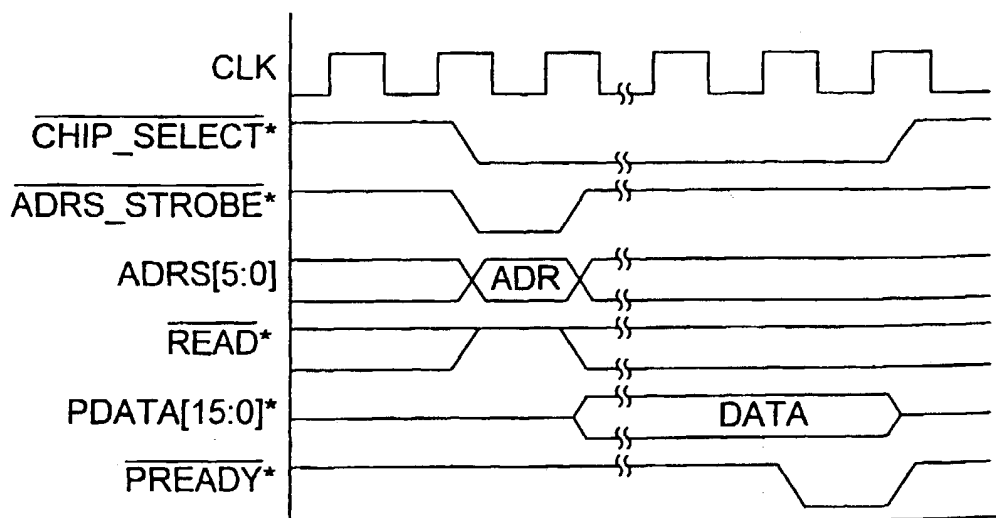 CLK
CHIP_SELECT*
ADRS_STROBE*
ADRS[5:0]
ADR
READ*
PDATA[15:0]*
DATA
PREADY*